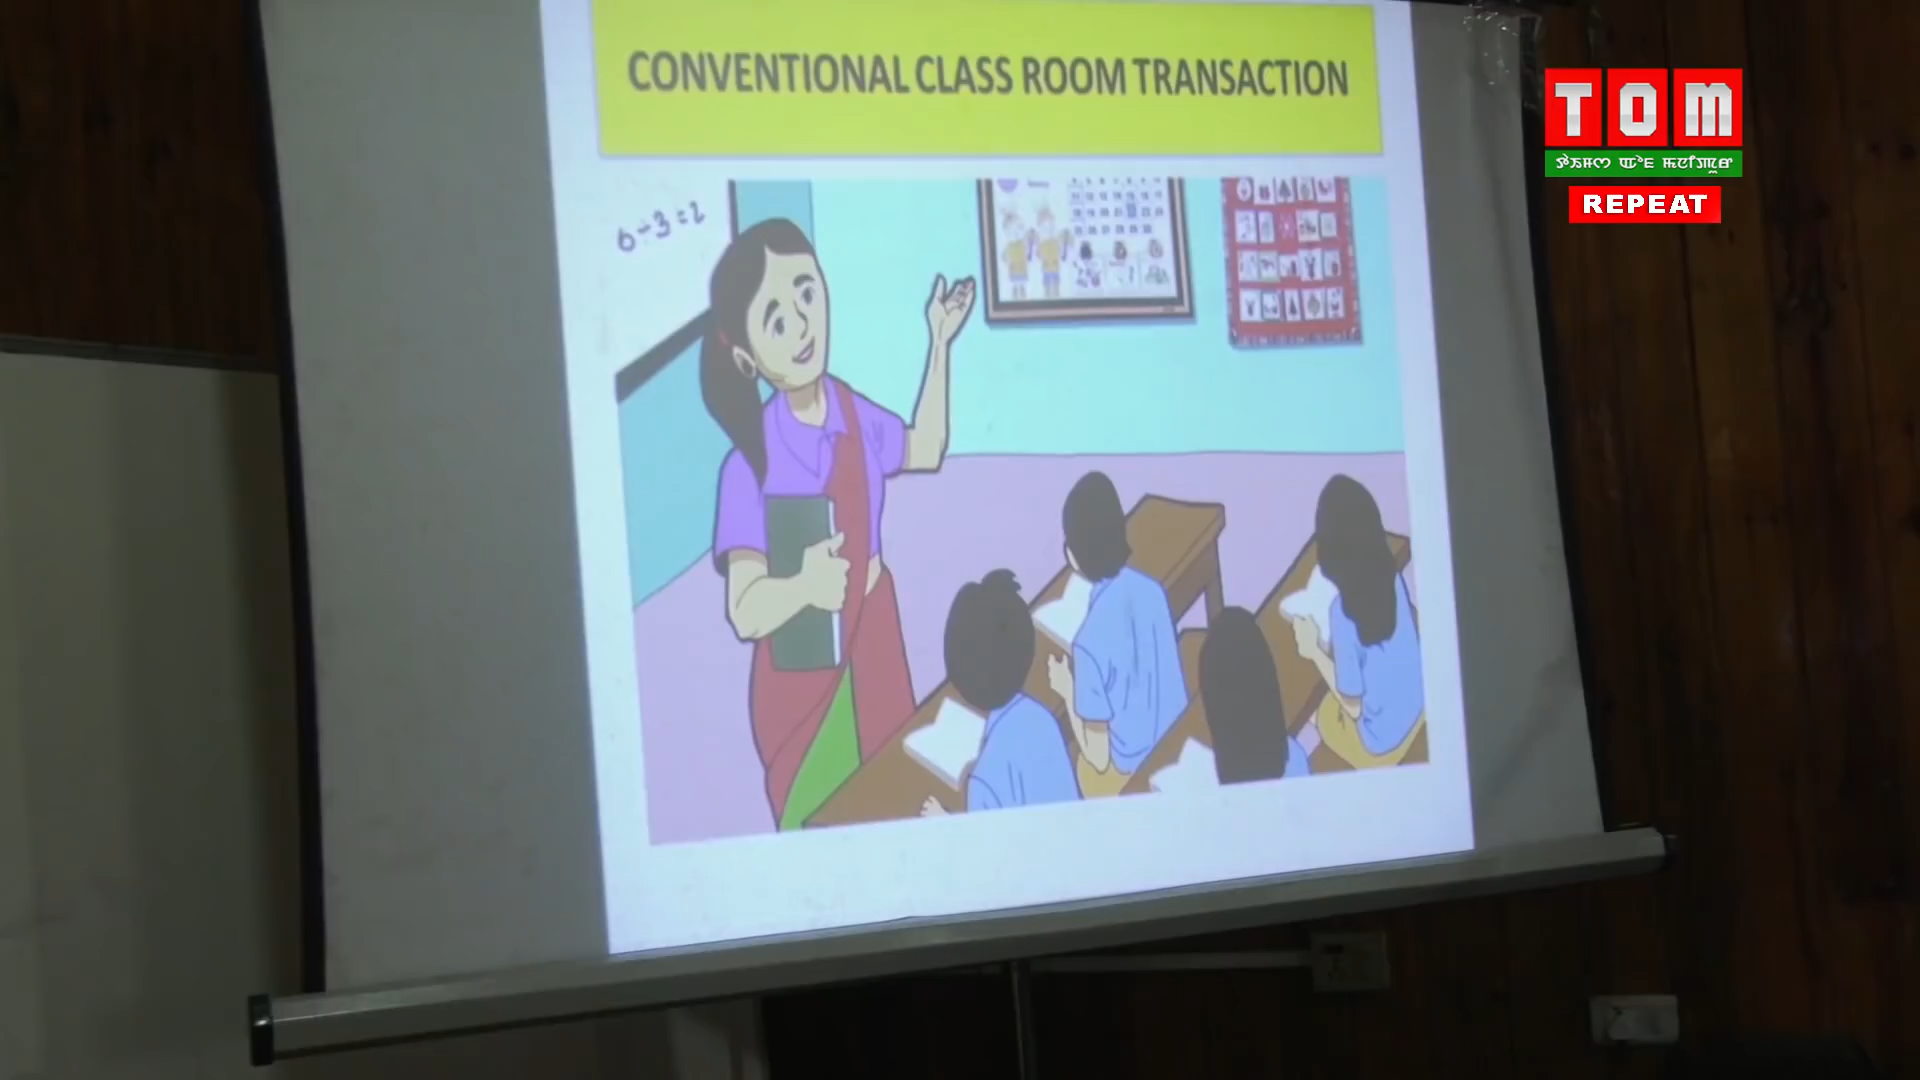 CONVENTIONAL CLASS ROOM TRANSACTION
6÷3=2
TOM
REPEAT